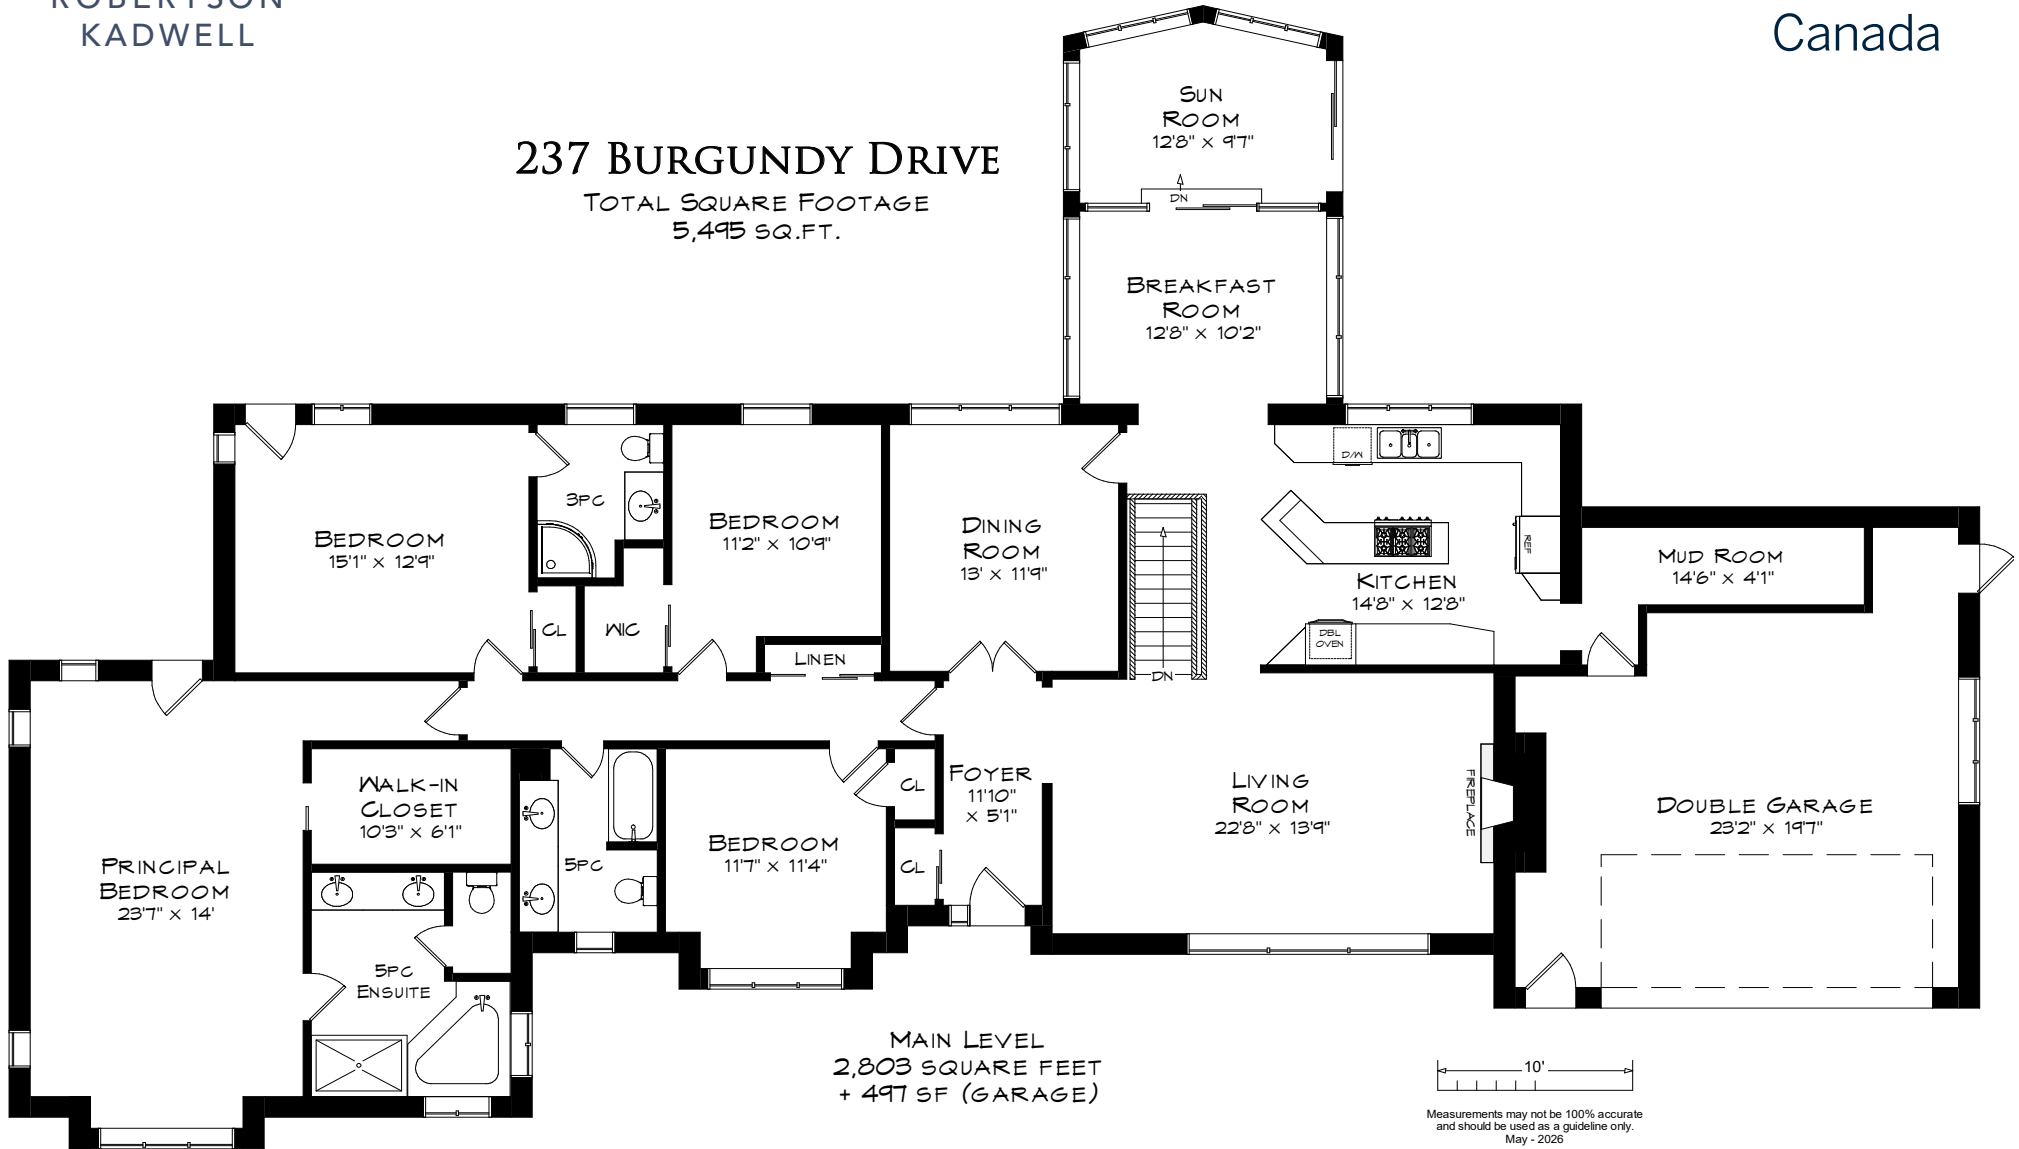 ROBERTSON
KADWELL
Canada
237 BURGUNDY DRIVE
TOTAL SQUARE FOOTAGE
5,495 SQ.FT.
SUN
ROOM
12'8" × 9'7"
DN
BREAKFAST
ROOM
12'8" × 10'2"
BEDROOM
15'1" × 12'9"
3PC
CL
WIC
BEDROOM
11'2" × 10'9"
LINEN
DINING
ROOM
13' × 11'9"
DN
D/W
REF
KITCHEN
14'8" × 12'8"
DBL
OVEN
MUD ROOM
14'6" × 4'1"
WALK-IN
CLOSET
10'3" × 6'1"
PRINCIPAL
BEDROOM
23'7" × 14'
5PC
ENSUITE
5PC
BEDROOM
11'7" × 11'4"
CL
CL
FOYER
11'10"
× 5'1"
LIVING
ROOM
22'8" × 13'9"
FIREPLACE
DOUBLE GARAGE
23'2" × 19'7"
MAIN LEVEL
2,803 SQUARE FEET
+ 497 SF (GARAGE)
10'
Measurements may not be 100% accurate
and should be used as a guideline only.
May - 2026